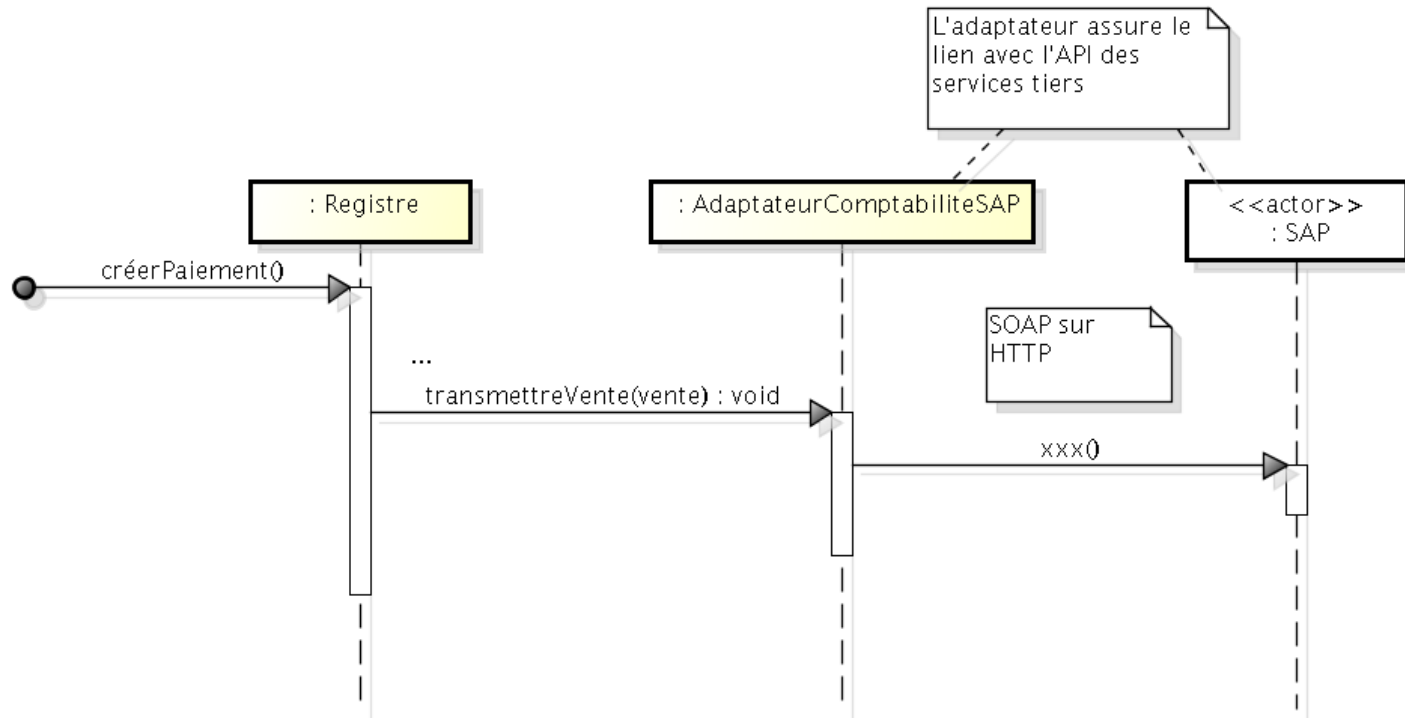 L'adaptateur assure le
lien avec l'API des
services tiers
: Registre
: AdaptateurComptabiliteSAP
<<actor>>
: SAP
créerPaiement()
SOAP sur
HTTP
...
transmettreVente(vente) : void
xxx()